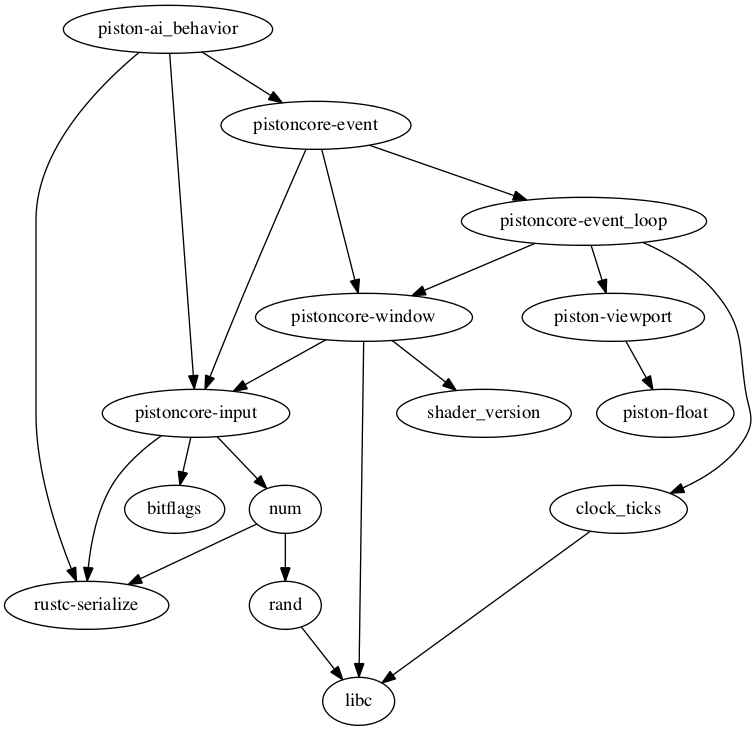 piston-ai_behavior
pistoncore-event
pistoncore-event_loop
pistoncore-window
piston-viewport
pistoncore-input
shader_version
piston-float
bitflags
num
clock_ticks
rustc-serialize
rand
libc